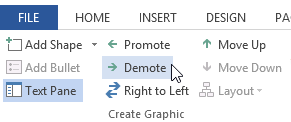 FILE HOME INSERT DESIGN
Add Shape Promote Move Up
Add Bullet Demote Move Down
Text Pane Right to Left Layout
Create Graphic